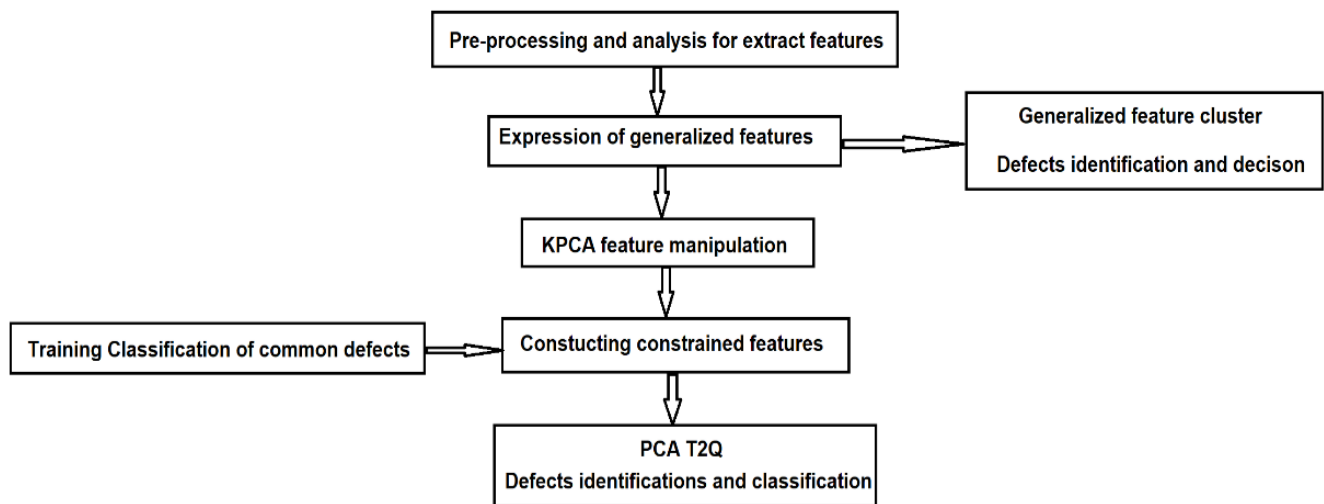 Pre-processing and analysis for extract features
Expression of generalized features
Generalized feature cluster
Defects identification and decison
KPCA feature manipulation
Training Classification of common defects
Constucting constrained features
PCA T2Q
Defects identifications and classification